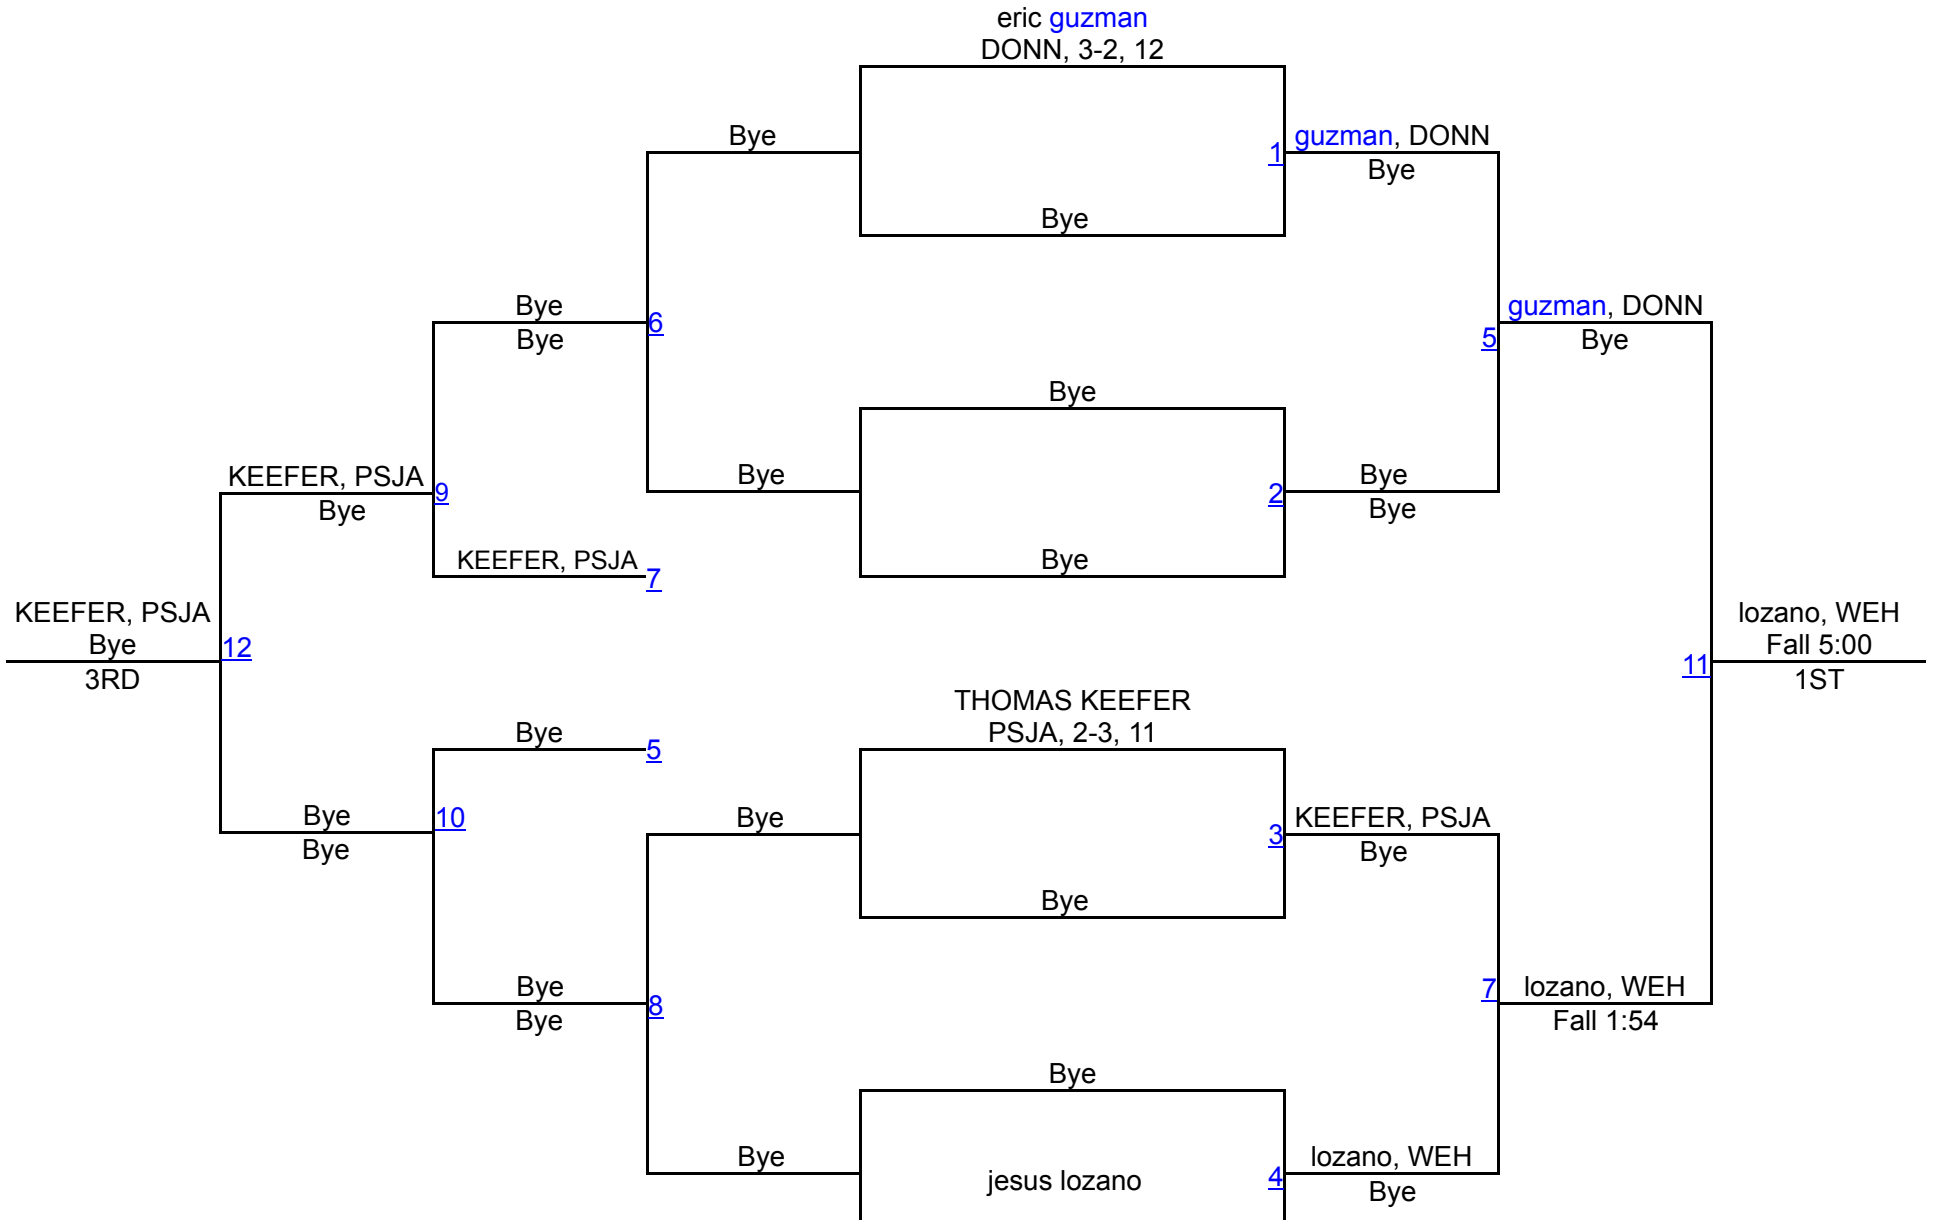 eric guzman
DONN, 3-2, 12
Bye
1
guzman, DONN
Bye
Bye
Bye
Bye
6
guzman, DONN
Bye
5
Bye
KEEFER, PSJA
Bye
9
Bye
2
Bye
Bye
KEEFER, PSJA
7
Bye
KEEFER, PSJA
Bye
3RD
12
lozano, WEH
Fall 5:00
1ST
11
THOMAS KEEFER
PSJA, 2-3, 11
Bye
5
Bye
Bye
10
Bye
3
KEEFER, PSJA
Bye
Bye
Bye
Bye
8
7
lozano, WEH
Fall 1:54
Bye
Bye
jesus lozano
4
lozano, WEH
Bye